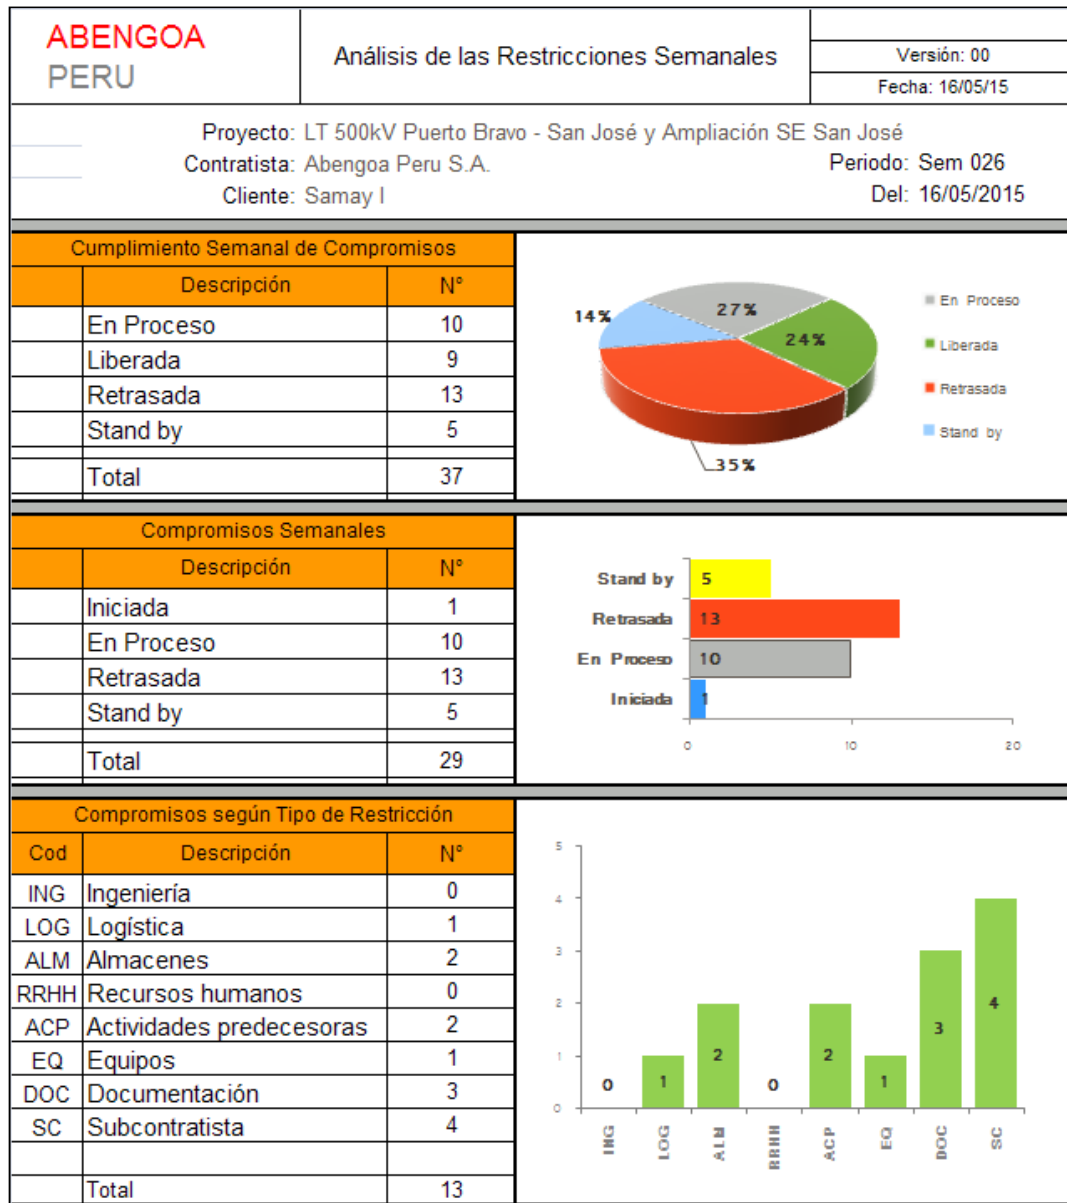 ABENGOA
PERU
Análisis de las Restricciones Semanales
Versión: 00
Fecha: 16/05/15
Proyecto: LT 500kV Puerto Bravo - San José y Ampliación SE San José
Contratista: Abengoa Peru S.A.
Periodo: Sem 026
Cliente: Samay I
Del: 16/05/2015
Cumplimiento Semanal de Compromisos
Descripción N°
En Proceso 10
Liberada 9
Retrasada 13
Stand by 5
Total 37
14%
27%
24%
35%
En Proceso
Liberada
Retrasada
Stand by
Compromisos Semanales
Descripción N°
Iniciada 1
En Proceso 10
Retrasada 13
Stand by 5
Total 29
Stand by 5
Retrasada 13
En Proceso 10
Iniciada 1
0 10 20
Compromisos según Tipo de Restricción
Cod Descripción N°
ING Ingeniería 0
LOG Logística 1
ALM Almacenes 2
RRHH Recursos humanos 0
ACP Actividades predecesoras 2
EQ Equipos 1
DOC Documentación 3
SC Subcontratista 4
Total 13
5
4
3
2
1
0
0 1 2 0 2 1 3 4
ING LOG ALM RRHH ACP EQ DOC SC